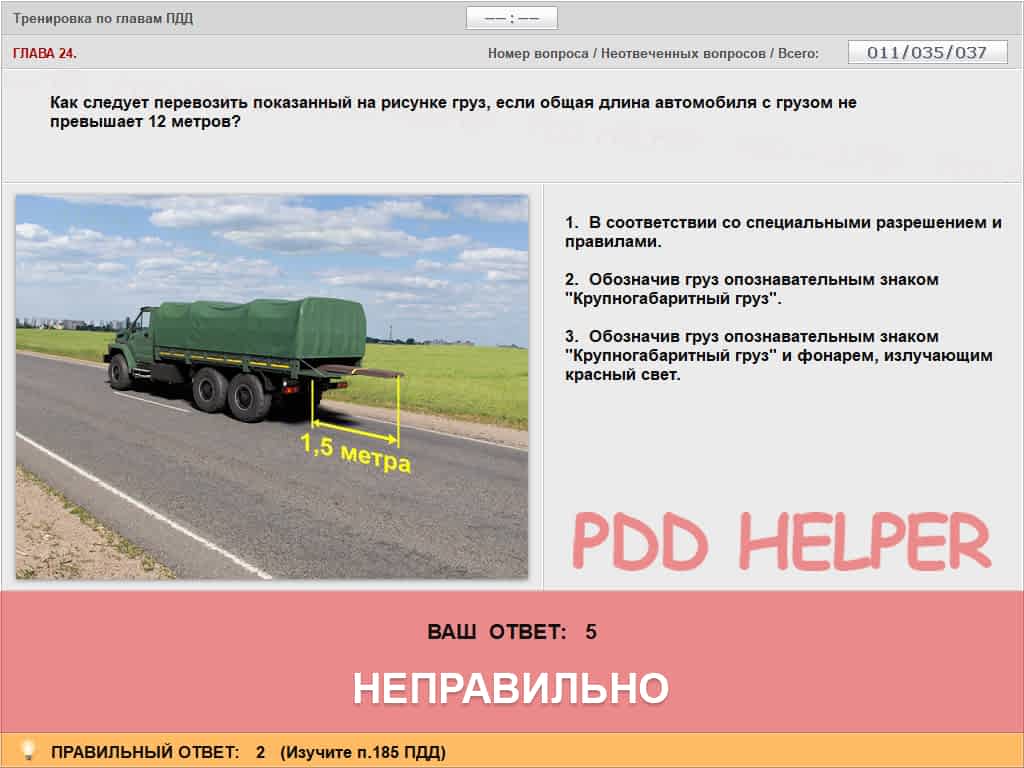 Тренировка по главам ПДД
−− : −−
ГЛАВА 24.
Номер вопроса / Неотвеченных вопросов / Всего:
011/035/037
Как следует перевозить показанный на рисунке груз, если общая длина автомобиля с грузом не
превышает 12 метров?
1,5 метра
1. В соответствии со специальными разрешением и
правилами.
2. Обозначив груз опознавательным знаком
"Крупногабаритный груз".
3. Обозначив груз опознавательным знаком
"Крупногабаритный груз" и фонарем, излучающим
красный свет.
PDD HELPER
ВАШ ОТВЕТ: 5
НЕПРАВИЛЬНО
ПРАВИЛЬНЫЙ ОТВЕТ: 2 (Изучите п.185 ПДД)